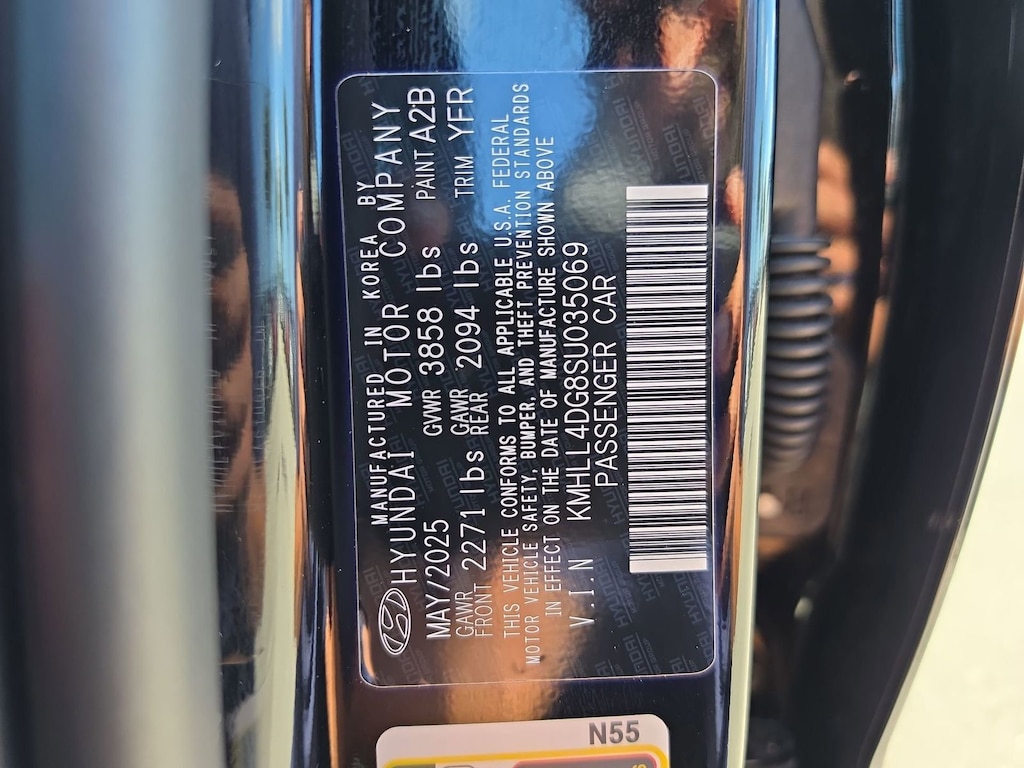 MANUFACTURED IN KOREA BY
HYUNDAI MOTOR COMPANY
MAY/2025 GVWR 3858 lbs PAINT A2B
GAWR FRONT 2271 lbs GAWR REAR 2094 lbs TRIM YFR
THIS VEHICLE CONFORMS TO ALL APPLICABLE U.S.A. FEDERAL
MOTOR VEHICLE SAFETY, BUMPER, AND THEFT PREVENTION STANDARDS
IN EFFECT ON THE DATE OF MANUFACTURE SHOWN ABOVE
V.I.N KMHLL4DG8SU035069
PASSENGER CAR
N55